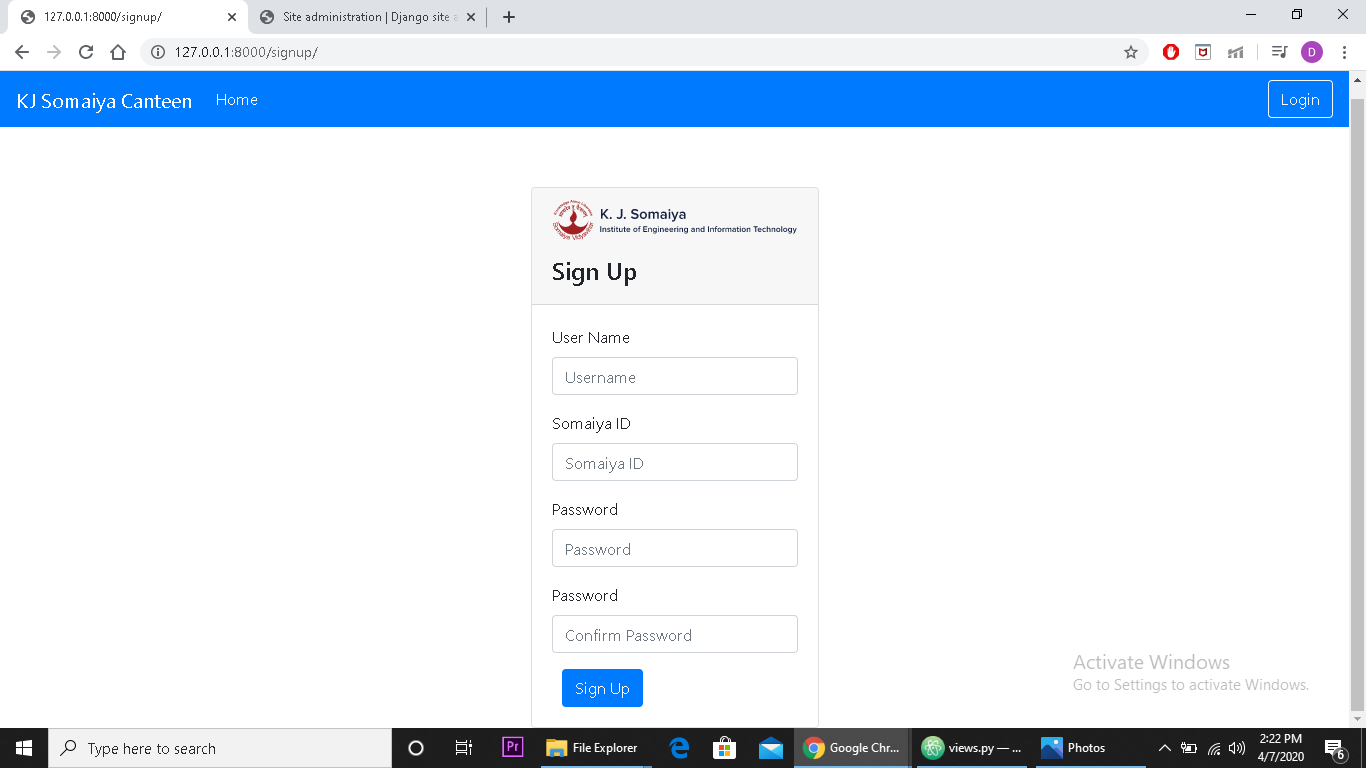 127.0.0.1:8000/signup/
Site administration | Django site
127.0.0.1:8000/signup/
D
KJ Somaiya Canteen
Home
Login
K. J. Somaiya
Institute of Engineering and Information Technology
Sign Up
User Name
Username
Somaiya ID
Somaiya ID
Password
Password
Password
Confirm Password
Sign Up
Activate Windows
Go to Settings to activate Windows.
Type here to search
Pr
File Explorer
Google Chr...
views.py — ...
Photos
2:22 PM
4/7/2020
6